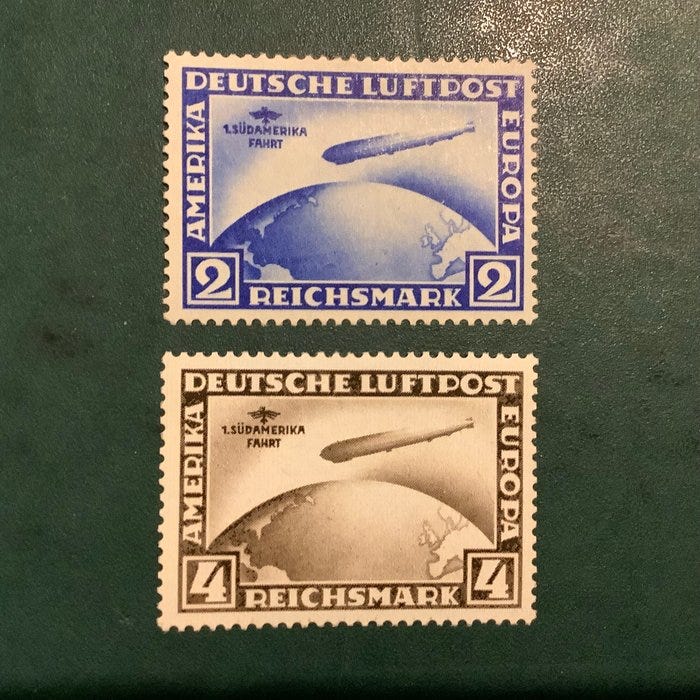 DEUTSCHE LUFTPOST
AMERIKA
1.SÜDAMERIKA
FAHRT
EUROPA
2 REICHSMARK 2
DEUTSCHE LUFTPOST
AMERIKA
1.SÜDAMERIKA
FAHRT
EUROPA
4 REICHSMARK 4